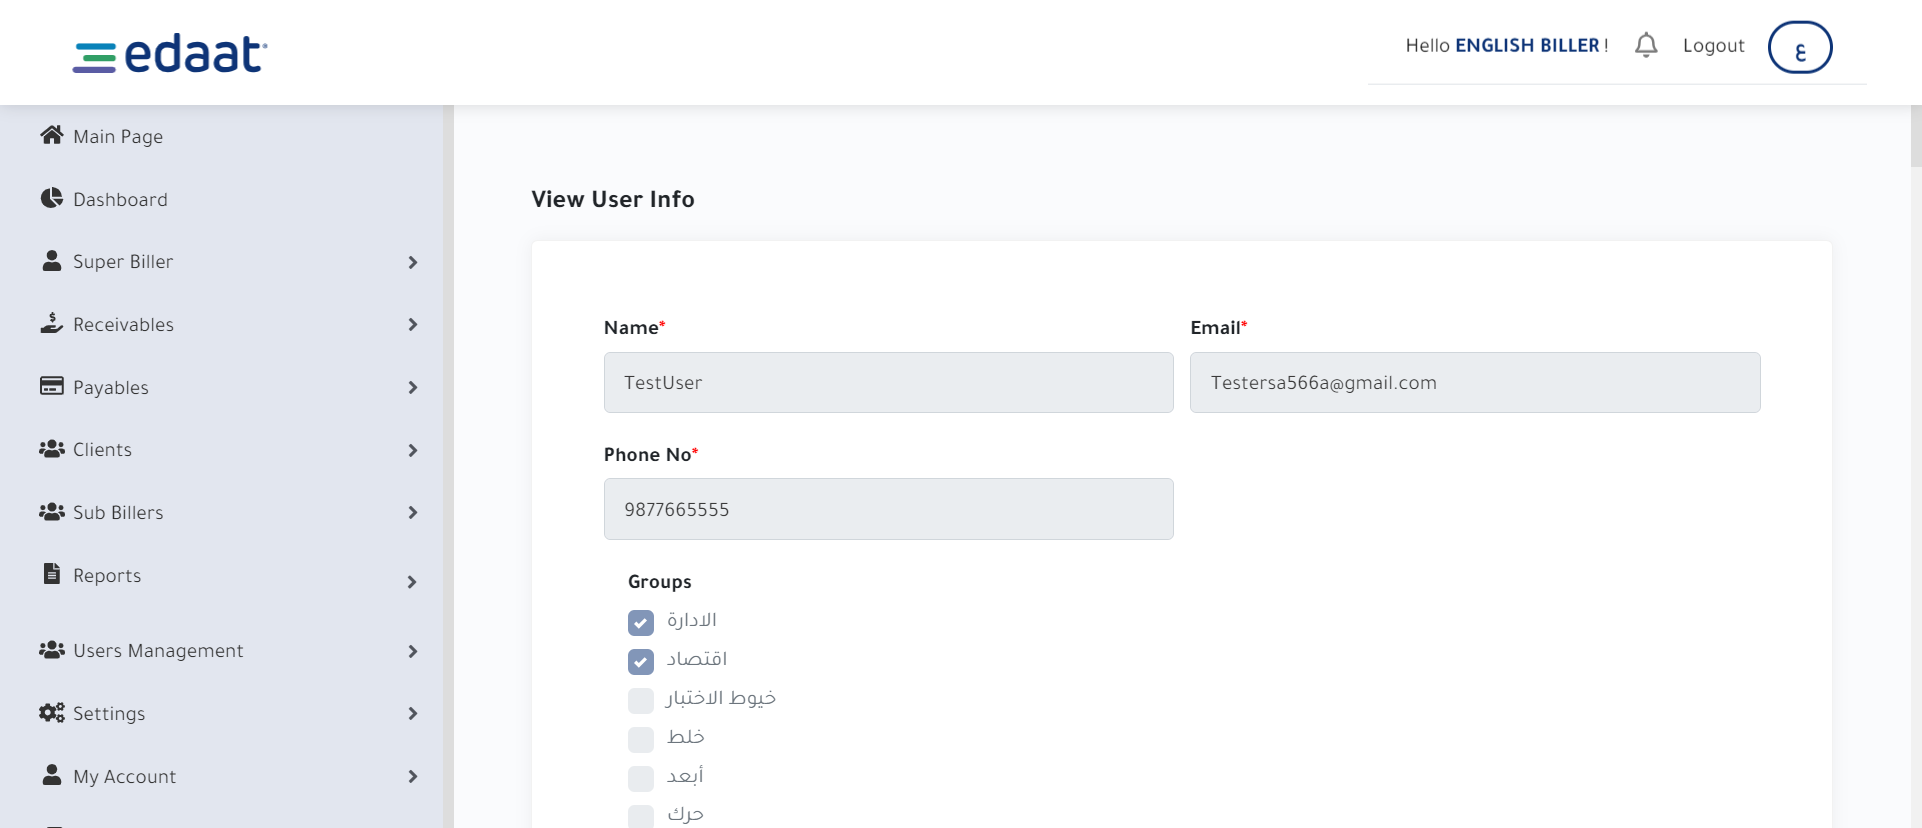 edaat
Hello ENGLISH BILLER !
Logout
ع
Main Page
Dashboard
Super Biller
Receivables
Payables
Clients
Sub Billers
Reports
Users Management
Settings
My Account
View User Info
Name*
TestUser
Email*
Testersa566a@gmail.com
Phone No*
9877665555
Groups
الادارة
اقتصاد
خيوط الاختبار
خلط
أبعد
حرك